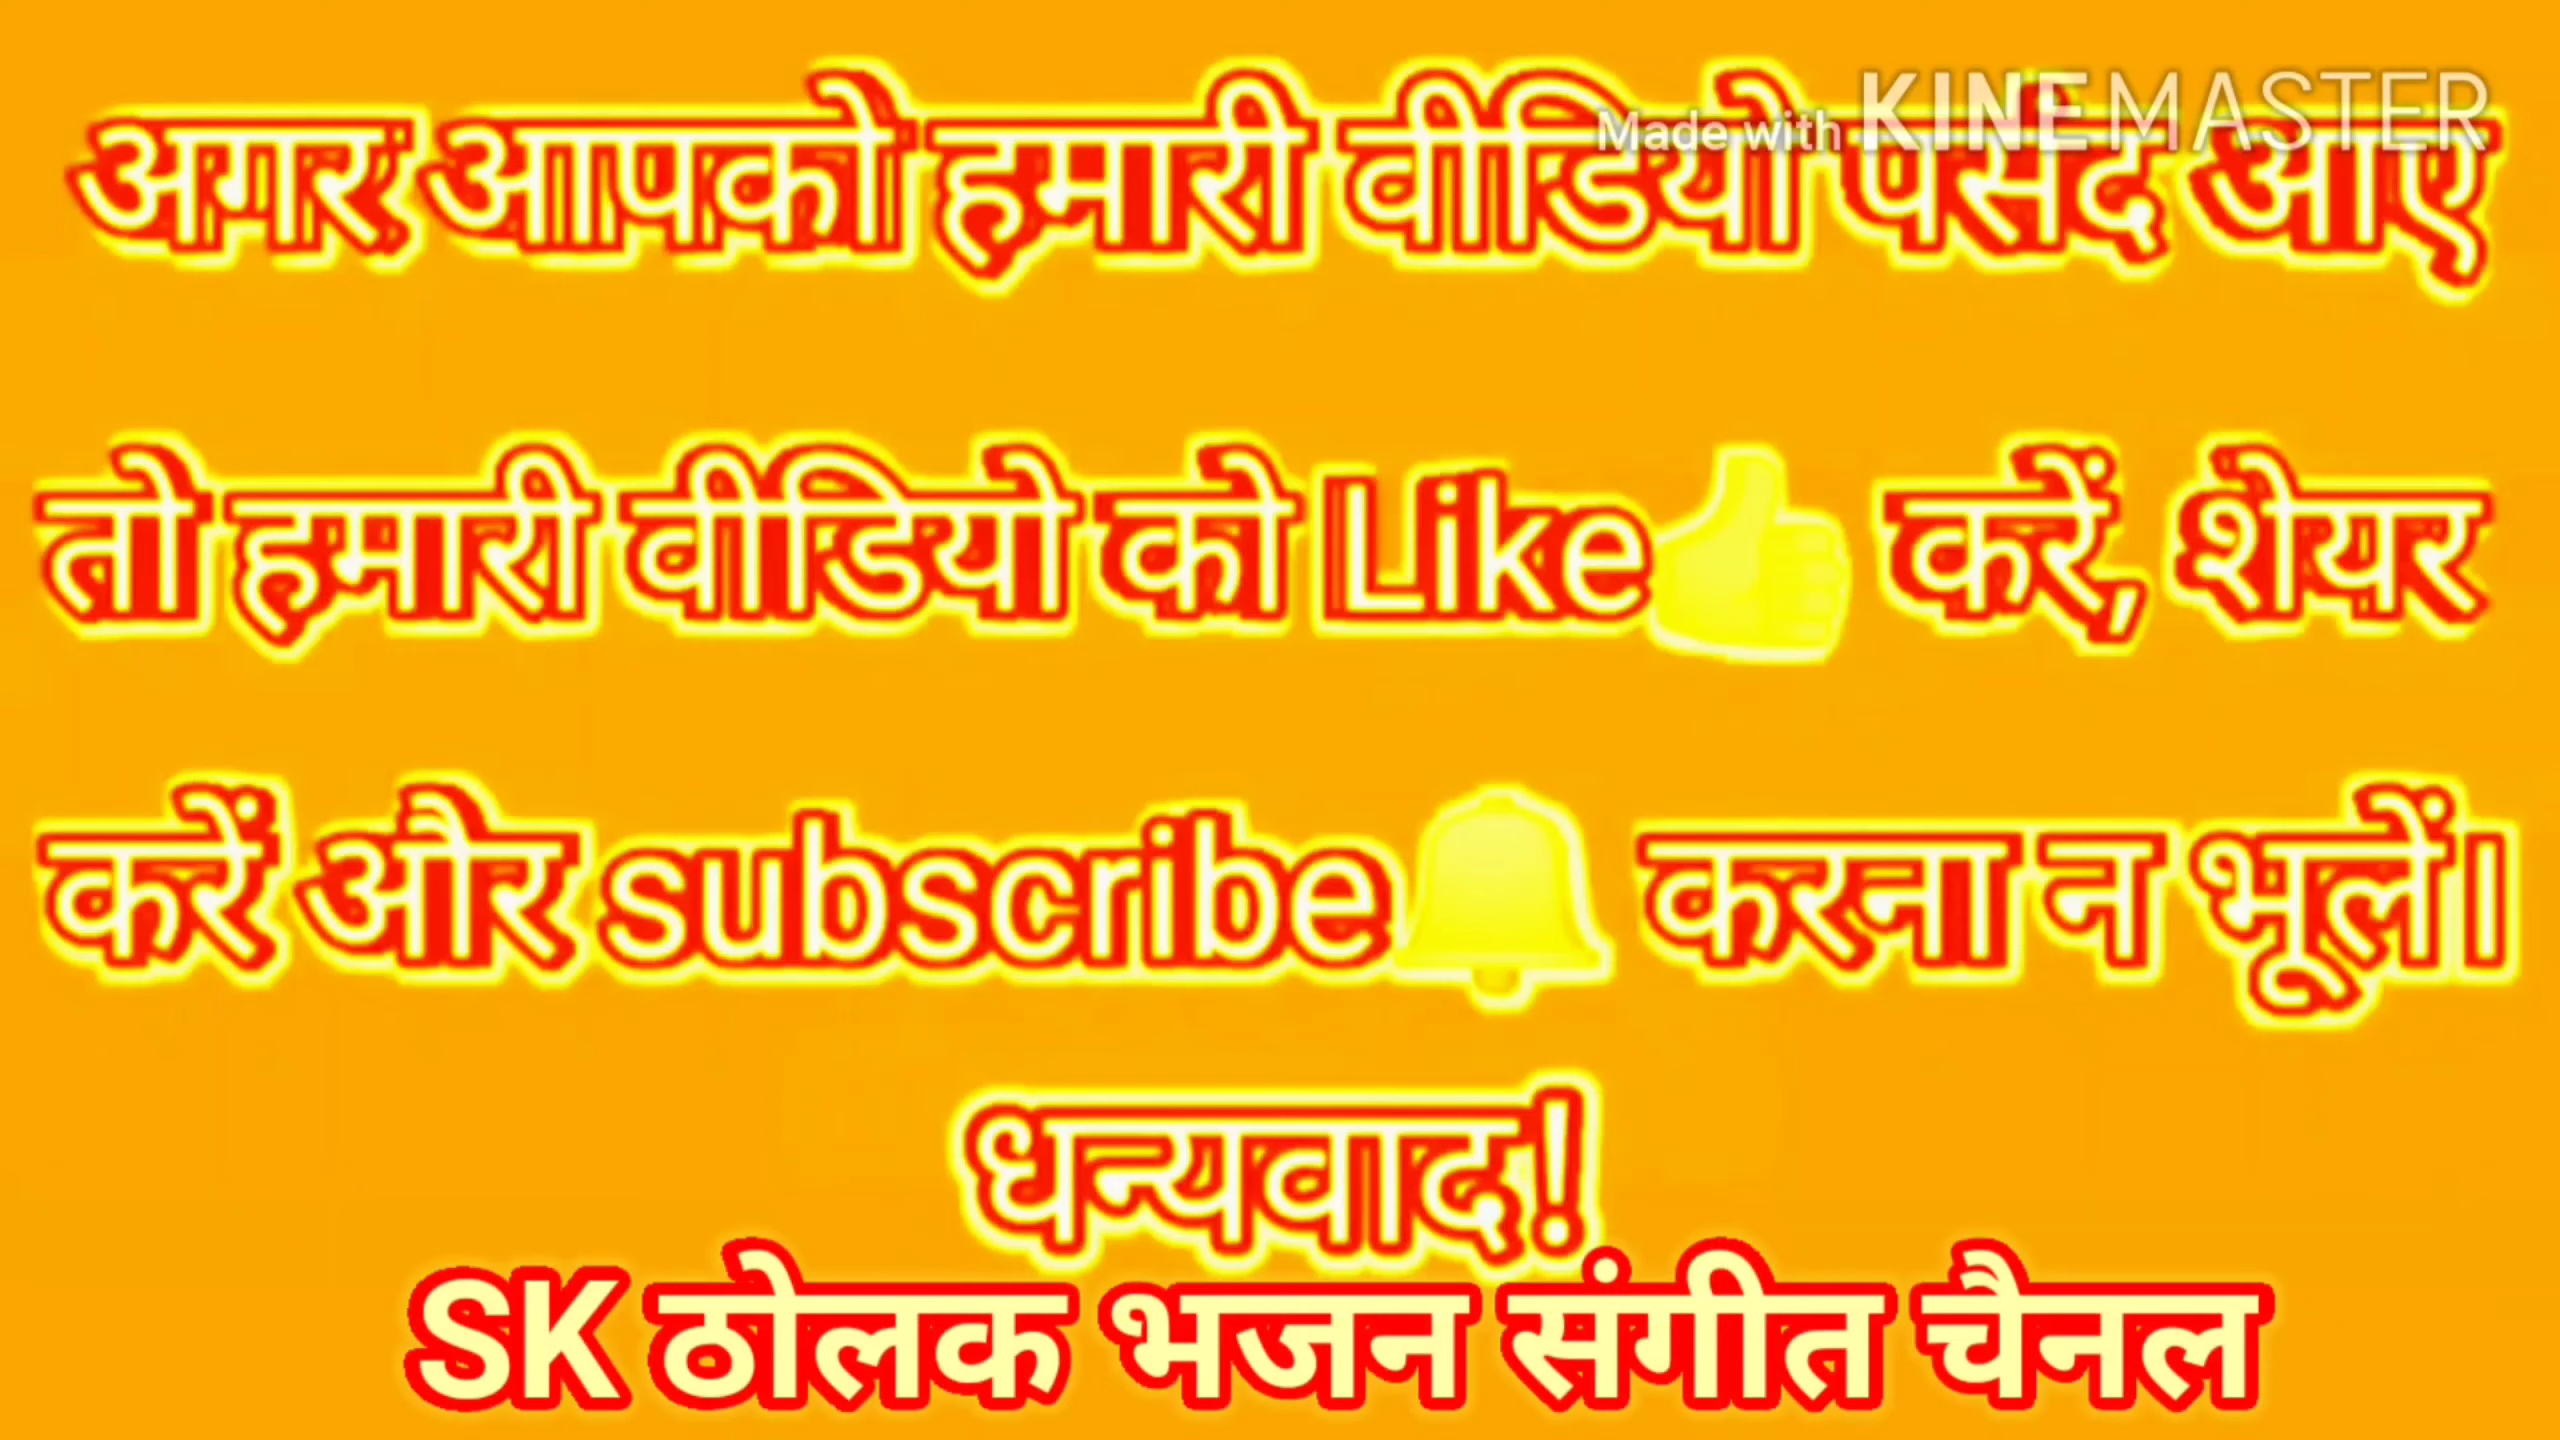 Made with KINEMASTER
अगर आपको हमारी वीडियो पसंद आए
तो हमारी वीडियो को Like👍 करें, शेयर
करें और subscribe🔔 करना न भूलें।
धन्यवाद!
SK ठोलक भजन संगीत चैनल